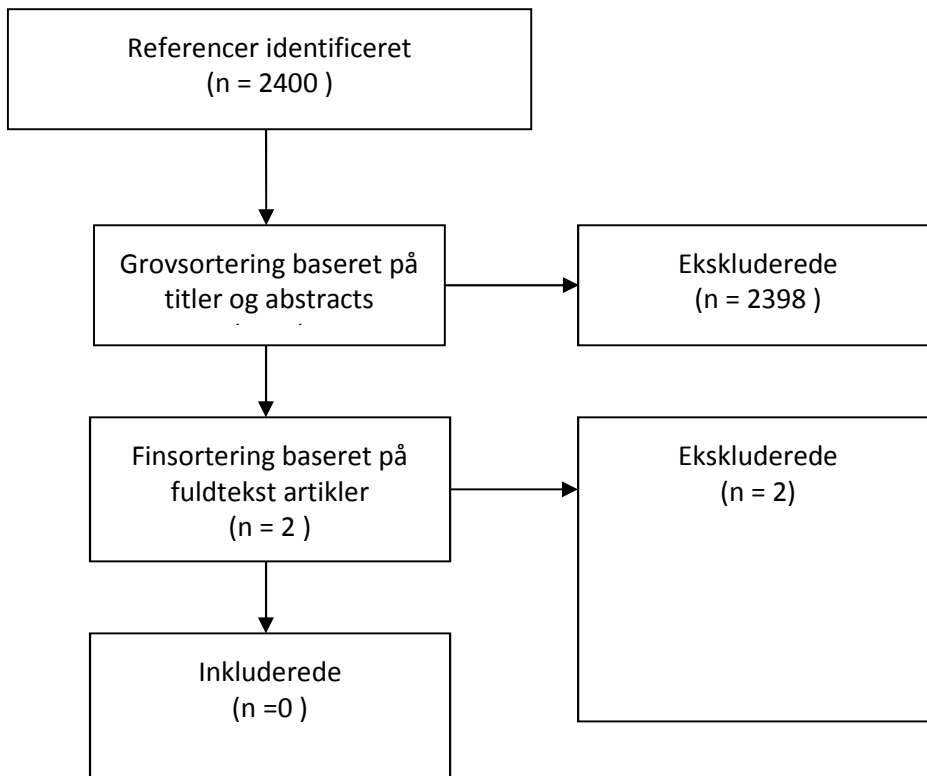 Referencer identificeret
(n = 2400 )
Grovsortering baseret på
titler og abstracts
Ekskluderede
(n = 2398 )
Finsortering baseret på
fuldtekst artikler
(n = 2 )
Ekskluderede
(n = 2)
Inkluderede
(n =0 )